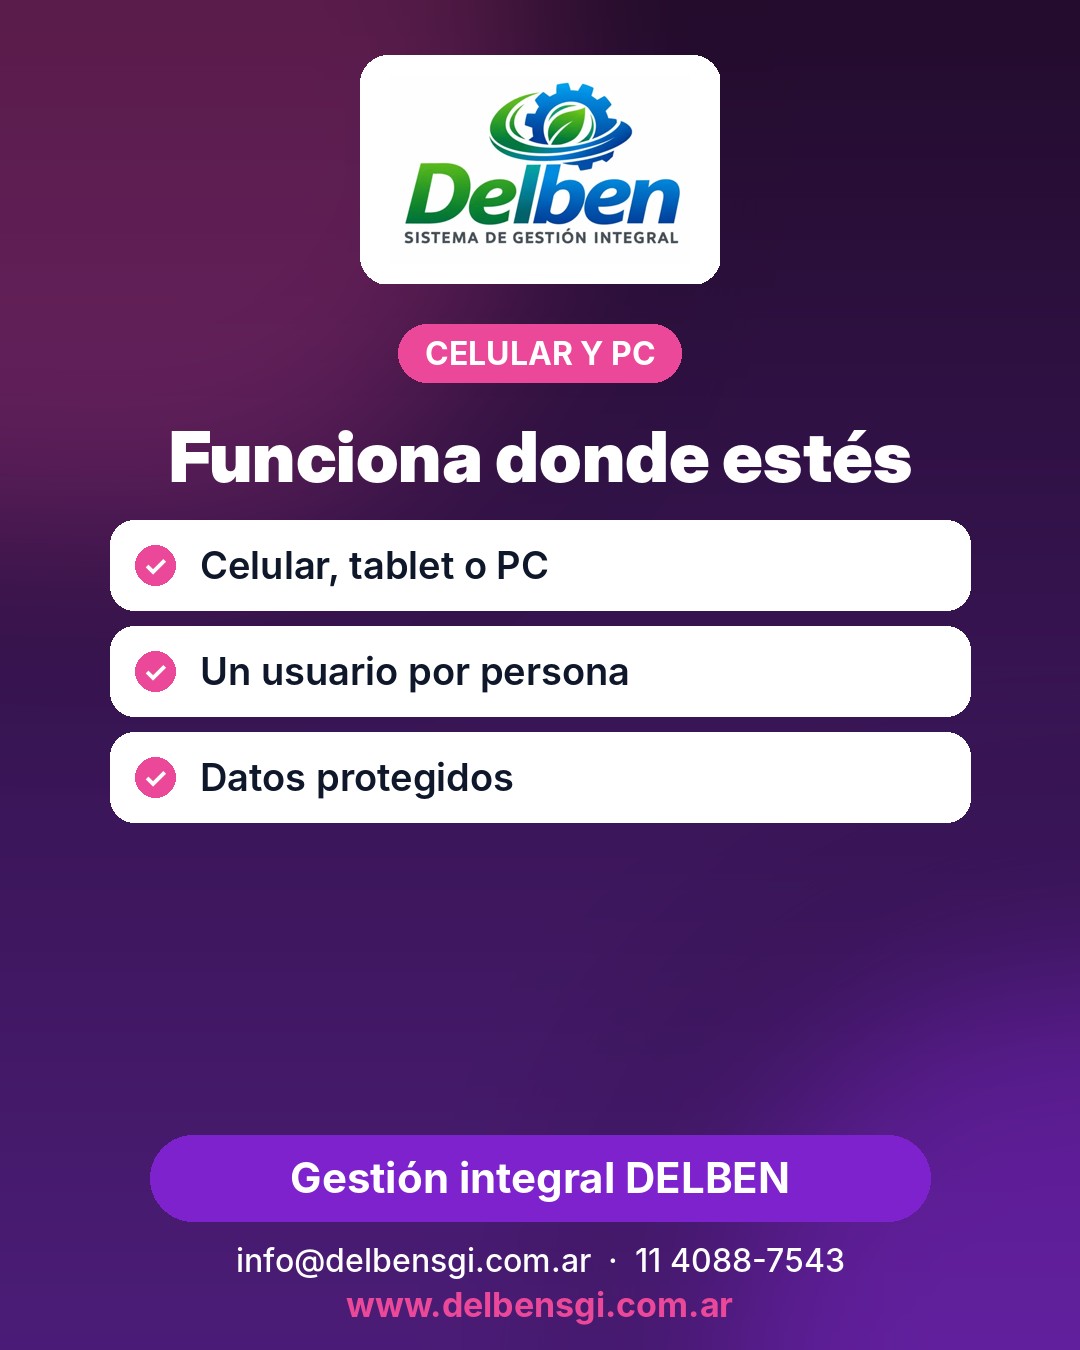 Delben
SISTEMA DE GESTIÓN INTEGRAL
CELULAR Y PC
Funciona donde estés
Celular, tablet o PC
Un usuario por persona
Datos protegidos
Gestión integral DELBEN
info@delbensgi.com.ar · 11 4088-7543
www.delbensgi.com.ar